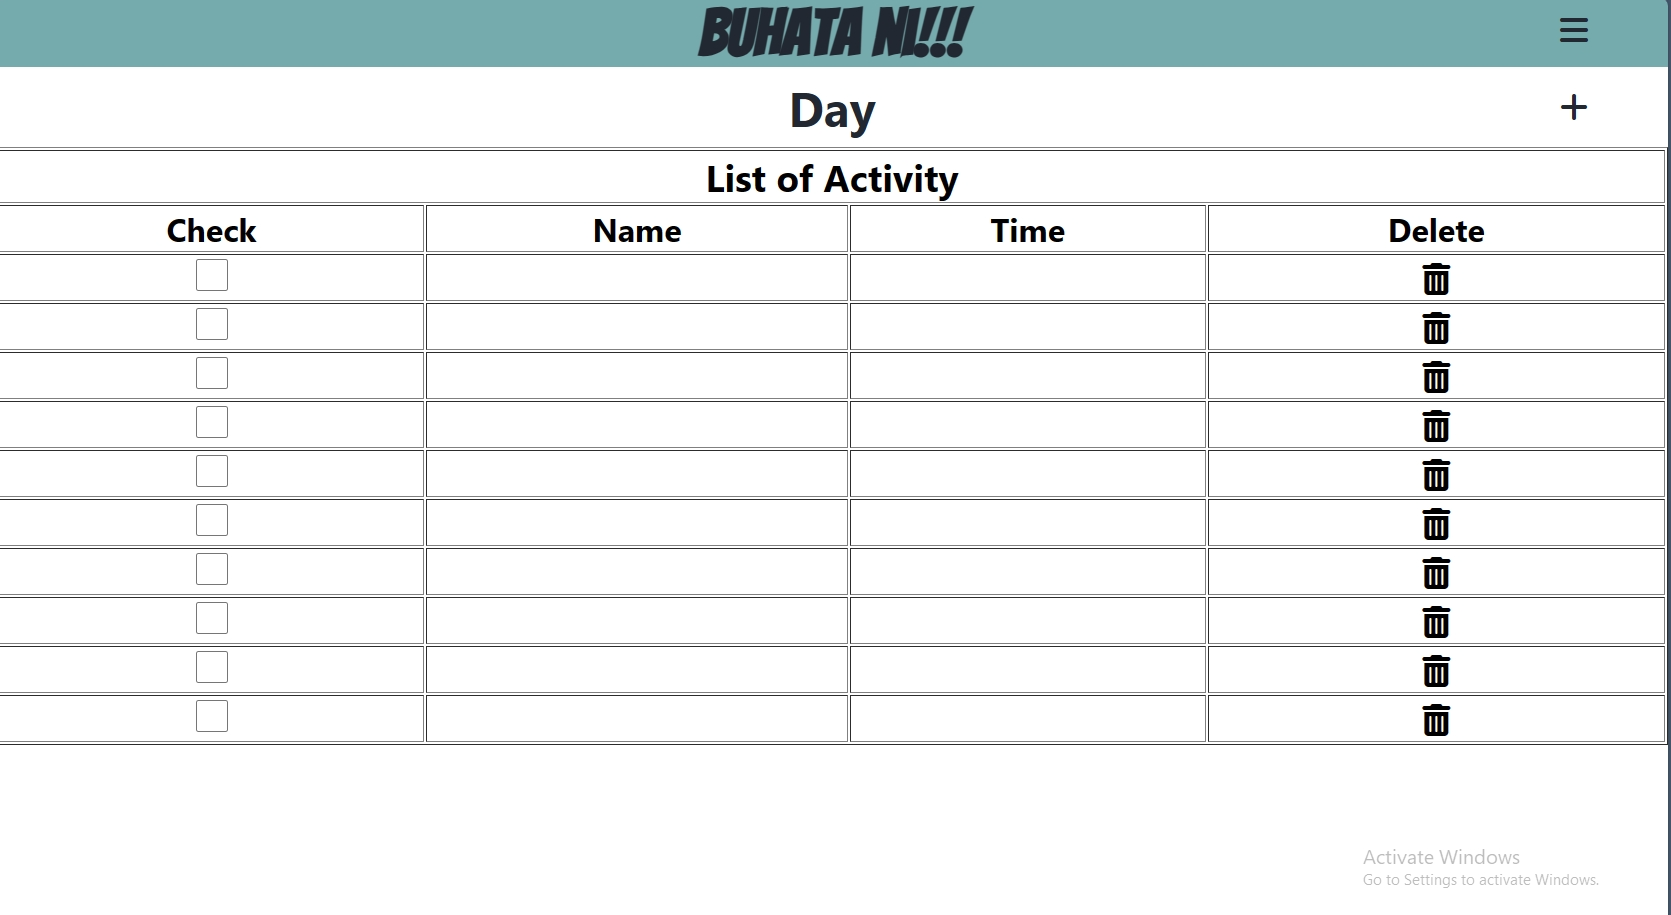 BUHATA NI!!!
Day
List of Activity
Check Name Time Delete
Activate Windows
Go to Settings to activate Windows.